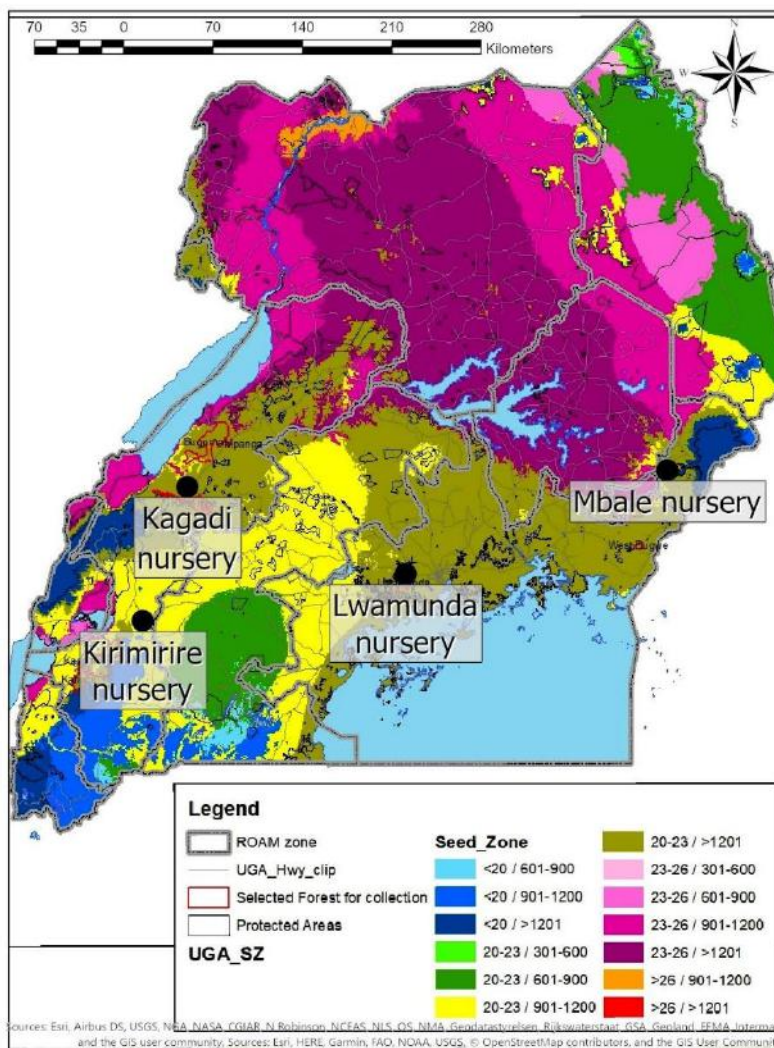 70 35 0 70 140 210 280
Kilometers
N
W
S
Kagadi
nursery
Mbale nursery
Lwamunda
nursery
Kirimirire
nursery
Legend
ROAM zone
UGA_Hwy_clip
Selected Forest for collection
Protected Areas
UGA_SZ
Seed_Zone
<20 / 601-900
<20 / 901-1200
<20 / >1201
20-23 / 301-600
20-23 / 601-900
20-23 / 901-1200
20-23 / >1201
23-26 / 301-600
23-26 / 601-900
23-26 / 901-1200
23-26 / >1201
>26 / 901-1200
>26 / >1201
Sources: Esri, Airbus DS, USGS, NGA, NASA, CGIAR, N Robinson, NCEAS, NLS, OS, NMA, Geodatastyrelsen, Rijkswaterstaat, GSA, Geoland, FEMA,
and the GIS user community, Sources: Esri, HERE, Garmin, FAO, NOAA, USGS, © OpenStreetMap contributors, and the GIS User